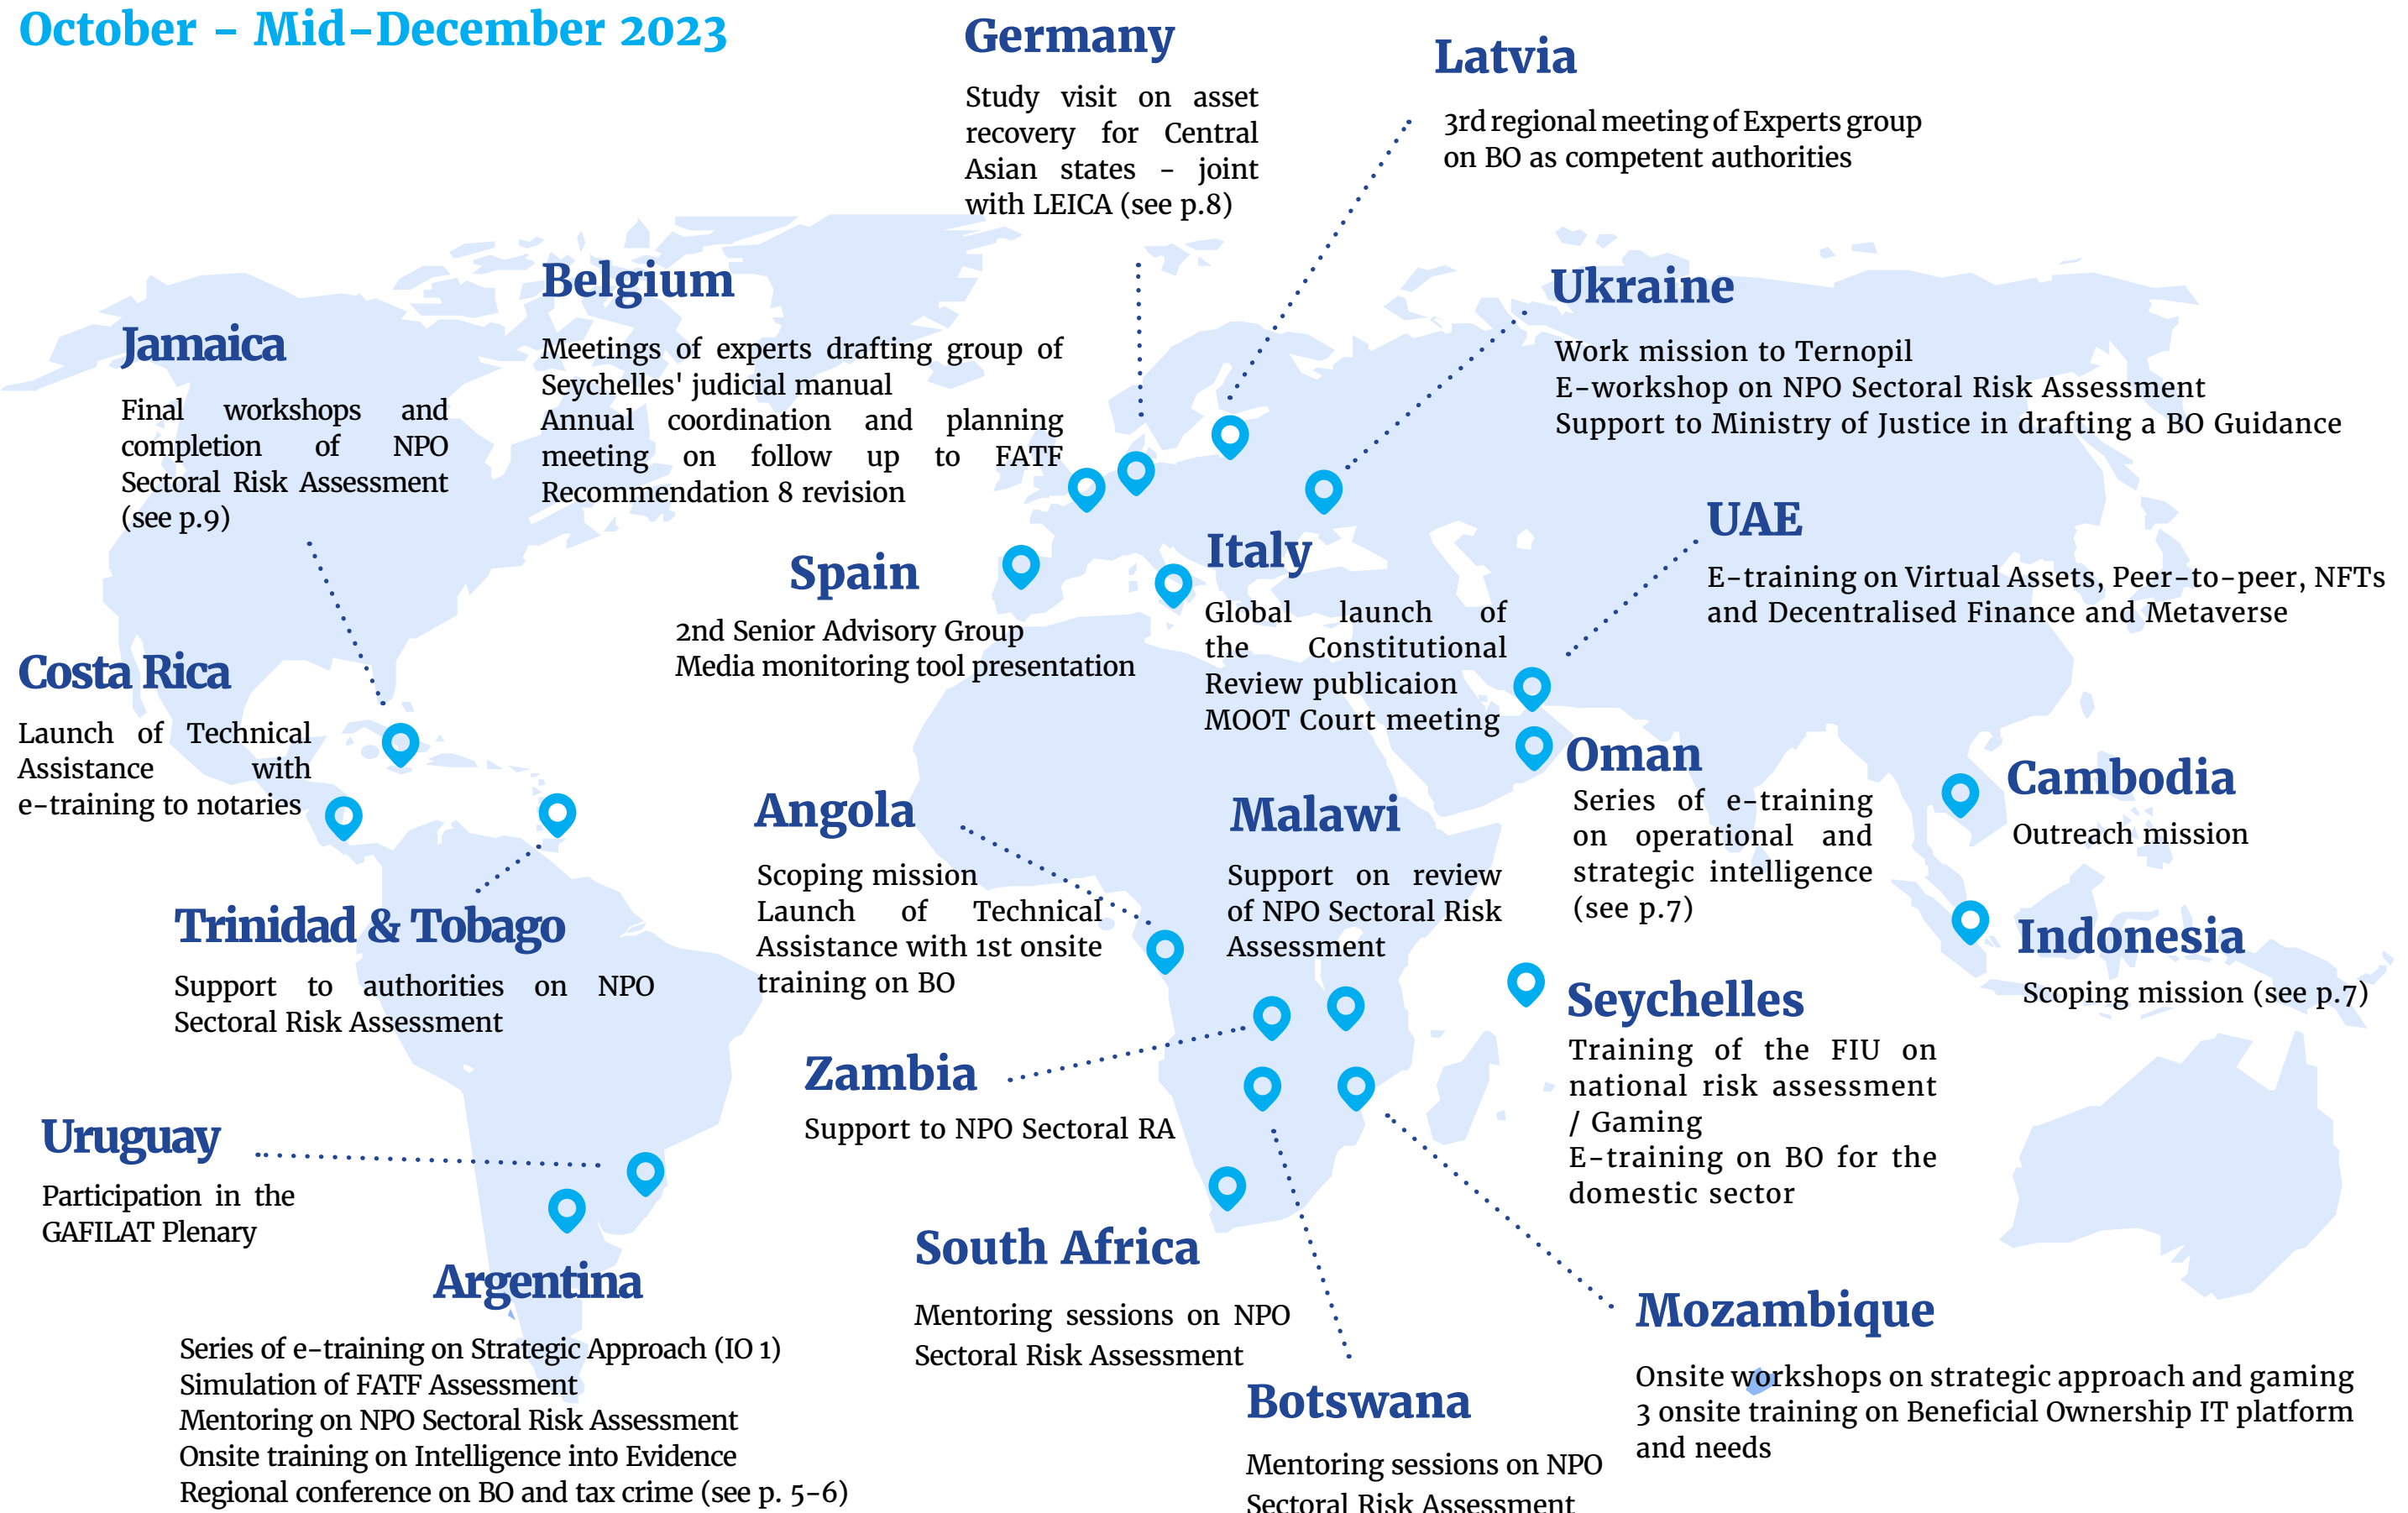 October - Mid-December 2023
Germany
Study visit on asset
recovery for Central
Asian states - joint
with LEICA (see p.8)
Latvia
3rd regional meeting of Experts group
on BO as competent authorities
Belgium
Meetings of experts drafting group of
Seychelles' judicial manual
Annual coordination and planning
meeting on follow up to FATF
Recommendation 8 revision
Ukraine
Work mission to Ternopil
E-workshop on NPO Sectoral Risk Assessment
Support to Ministry of Justice in drafting a BO Guidance
Jamaica
Final workshops and
completion of NPO
Sectoral Risk Assessment
(see p.9)
Spain
2nd Senior Advisory Group
Media monitoring tool presentation
Italy
Global launch of
the Constitutional
Review publicaion
MOOT Court meeting
UAE
E-training on Virtual Assets, Peer-to-peer, NFTs
and Decentralised Finance and Metaverse
Costa Rica
Launch of Technical
Assistance with
e-training to notaries
Oman
Series of e-training
on operational and
strategic intelligence
(see p.7)
Cambodia
Outreach mission
Angola
Scoping mission
Launch of Technical
Assistance with 1st onsite
training on BO
Malawi
Support on review
of NPO Sectoral Risk
Assessment
Trinidad & Tobago
Support to authorities on NPO
Sectoral Risk Assessment
Indonesia
Scoping mission (see p.7)
Seychelles
Training of the FIU on
national risk assessment
/ Gaming
E-training on BO for the
domestic sector
Zambia
Support to NPO Sectoral RA
Uruguay
Participation in the
GAFILAT Plenary
South Africa
Mentoring sessions on NPO
Sectoral Risk Assessment
Argentina
Series of e-training on Strategic Approach (IO 1)
Simulation of FATF Assessment
Mentoring on NPO Sectoral Risk Assessment
Onsite training on Intelligence into Evidence
Regional conference on BO and tax crime (see p. 5-6)
Mozambique
Onsite workshops on strategic approach and gaming
3 onsite training on Beneficial Ownership IT platform
and needs
Botswana
Mentoring sessions on NPO
Sectoral Risk Assessment